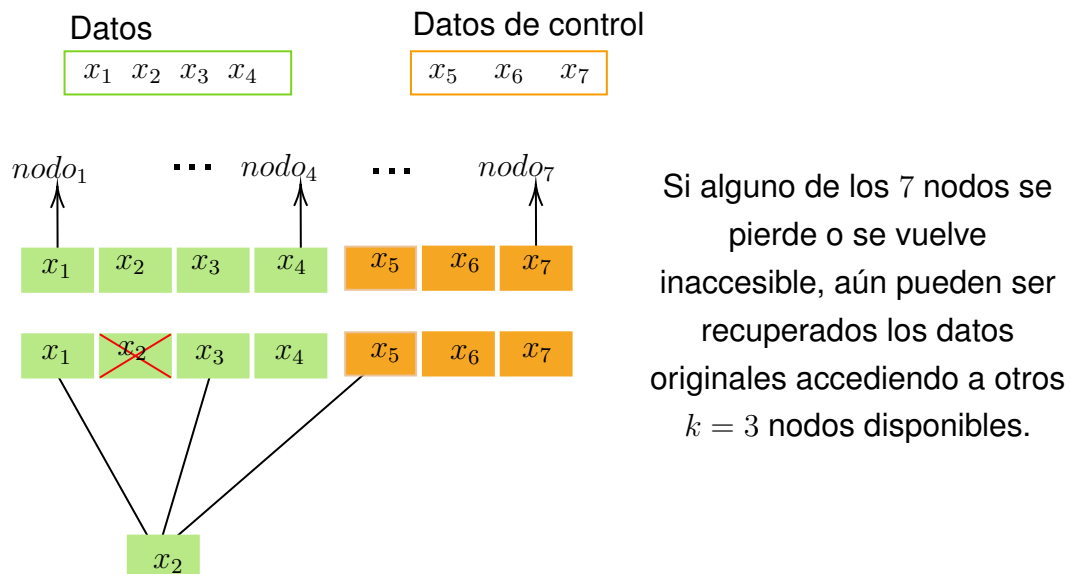 Datos
Datos de control
x₁ x₂ x₃ x₄
x₅ x₆ x₇
nodo₁ ... nodo₄ ... nodo₇
x₁ x₂ x₃ x₄ x₅ x₆ x₇
x₁ x₂ x₃ x₄ x₅ x₆ x₇
x₂
Si alguno de los 7 nodos se
pierde o se vuelve
inaccesible, aún pueden ser
recuperados los datos
originales accediendo a otros
k = 3 nodos disponibles.